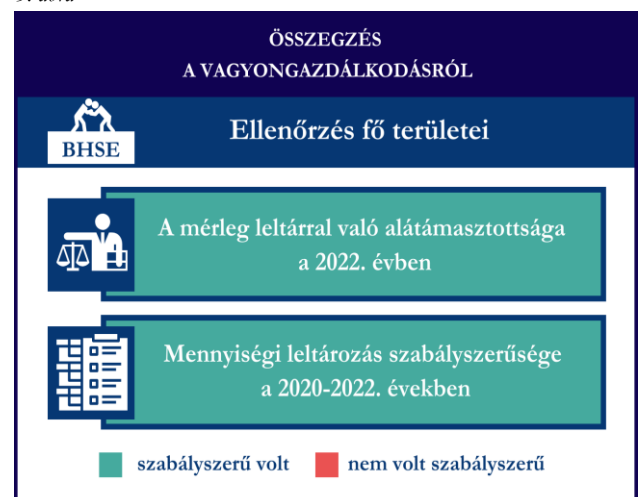 ÖSSZEGZÉS
A VAGYONGAZDÁLKODÁSRÓL
BHSE
Ellenőrzés fő területei
A mérleg leltárral való alátámasztottsága
a 2022. évben
Mennyiségi leltározás szabályszerűsége
a 2020-2022. években
szabályszerű volt
nem volt szabályszerű